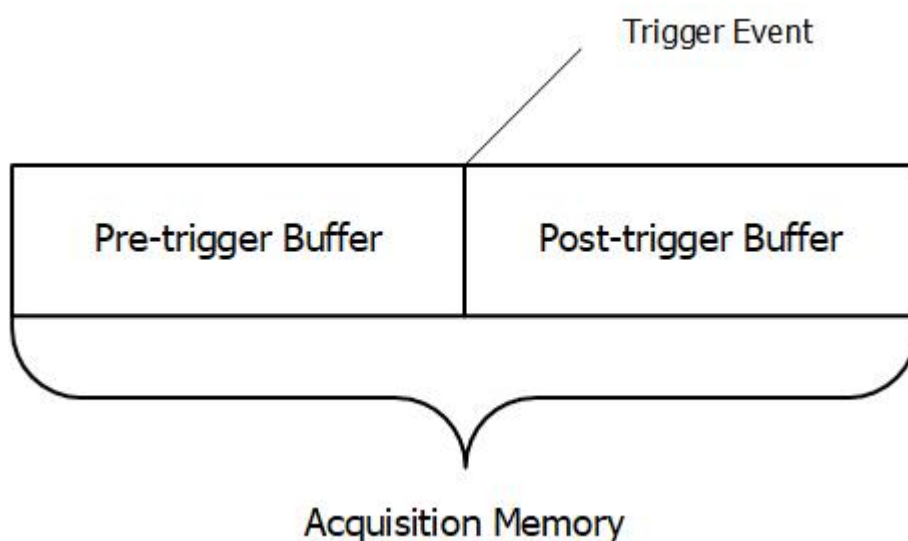 Trigger Event
Pre-trigger Buffer
Post-trigger Buffer
Acquisition Memory